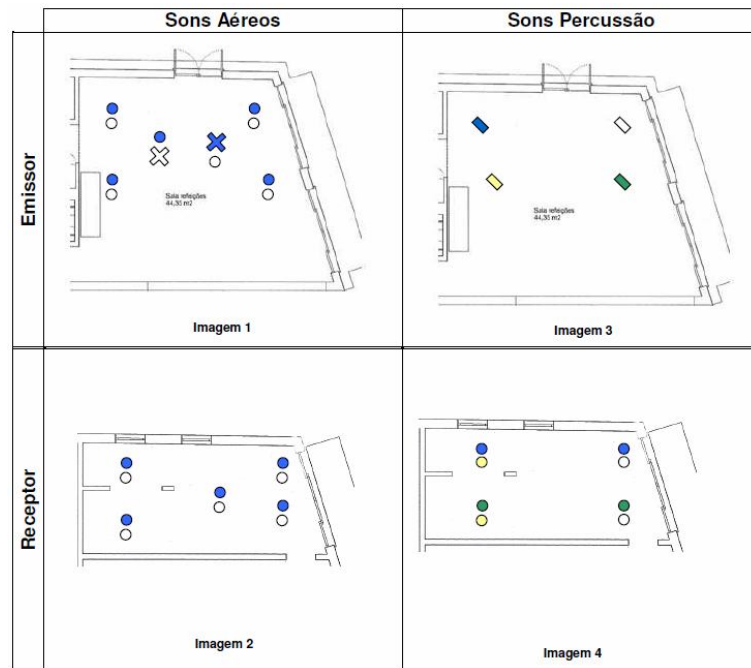 Sons Aéreos
Sons Percussão
Emissor
Sala refeições
44,30 m2
Imagem 1
Sala refeições
44,30 m2
Imagem 3
Receptor
Imagem 2
Imagem 4